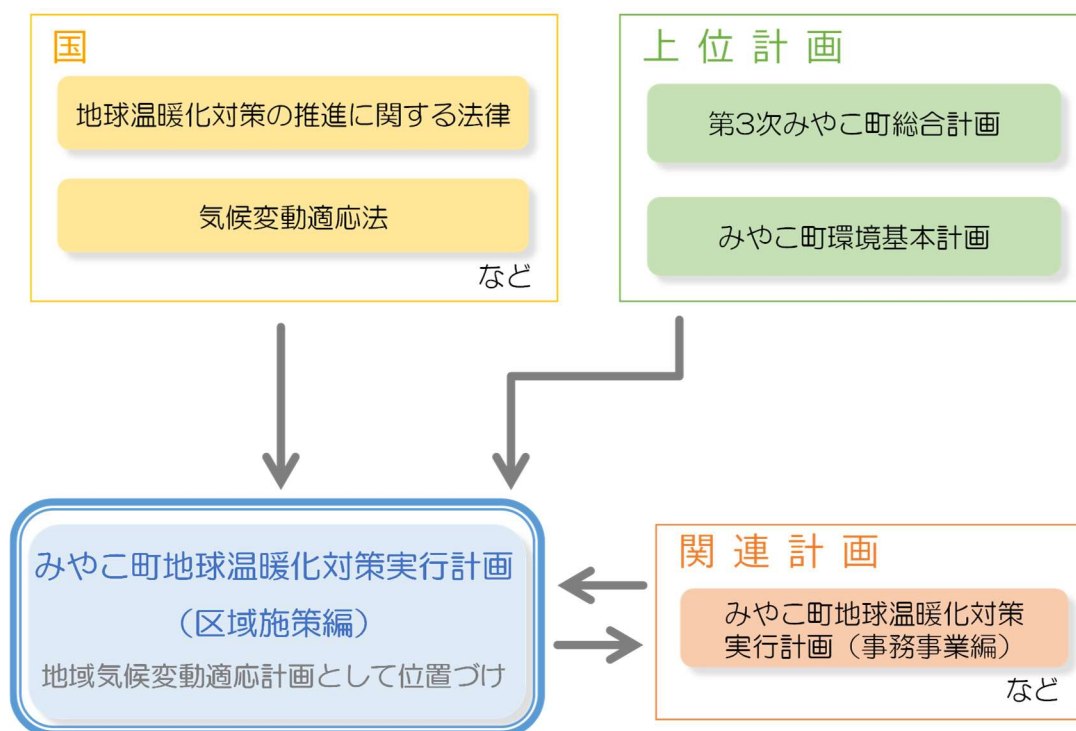 国
地球温暖化対策の推進に関する法律
気候変動適応法
など
上位計画
第3次みやこ町総合計画
みやこ町環境基本計画
みやこ町地球温暖化対策実行計画
（区域施策編）
地域気候変動適応計画として位置づけ
関連計画
みやこ町地球温暖化対策
実行計画（事務事業編）
など